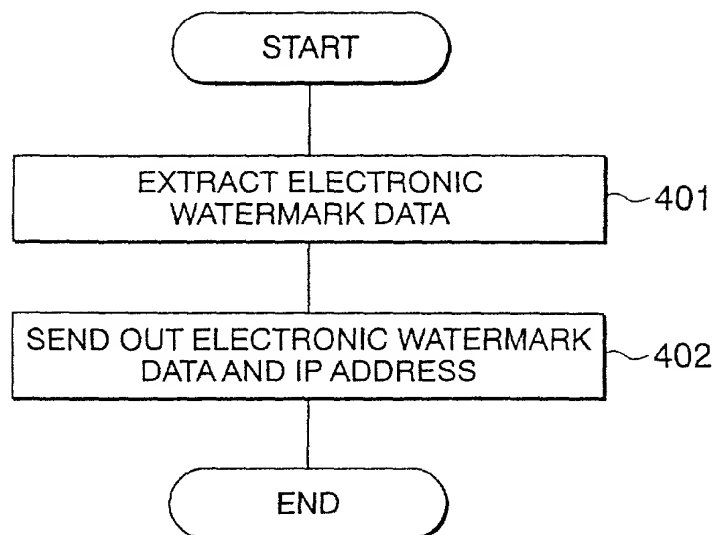 START
EXTRACT ELECTRONIC
WATERMARK DATA
401
SEND OUT ELECTRONIC WATERMARK
DATA AND IP ADDRESS
402
END